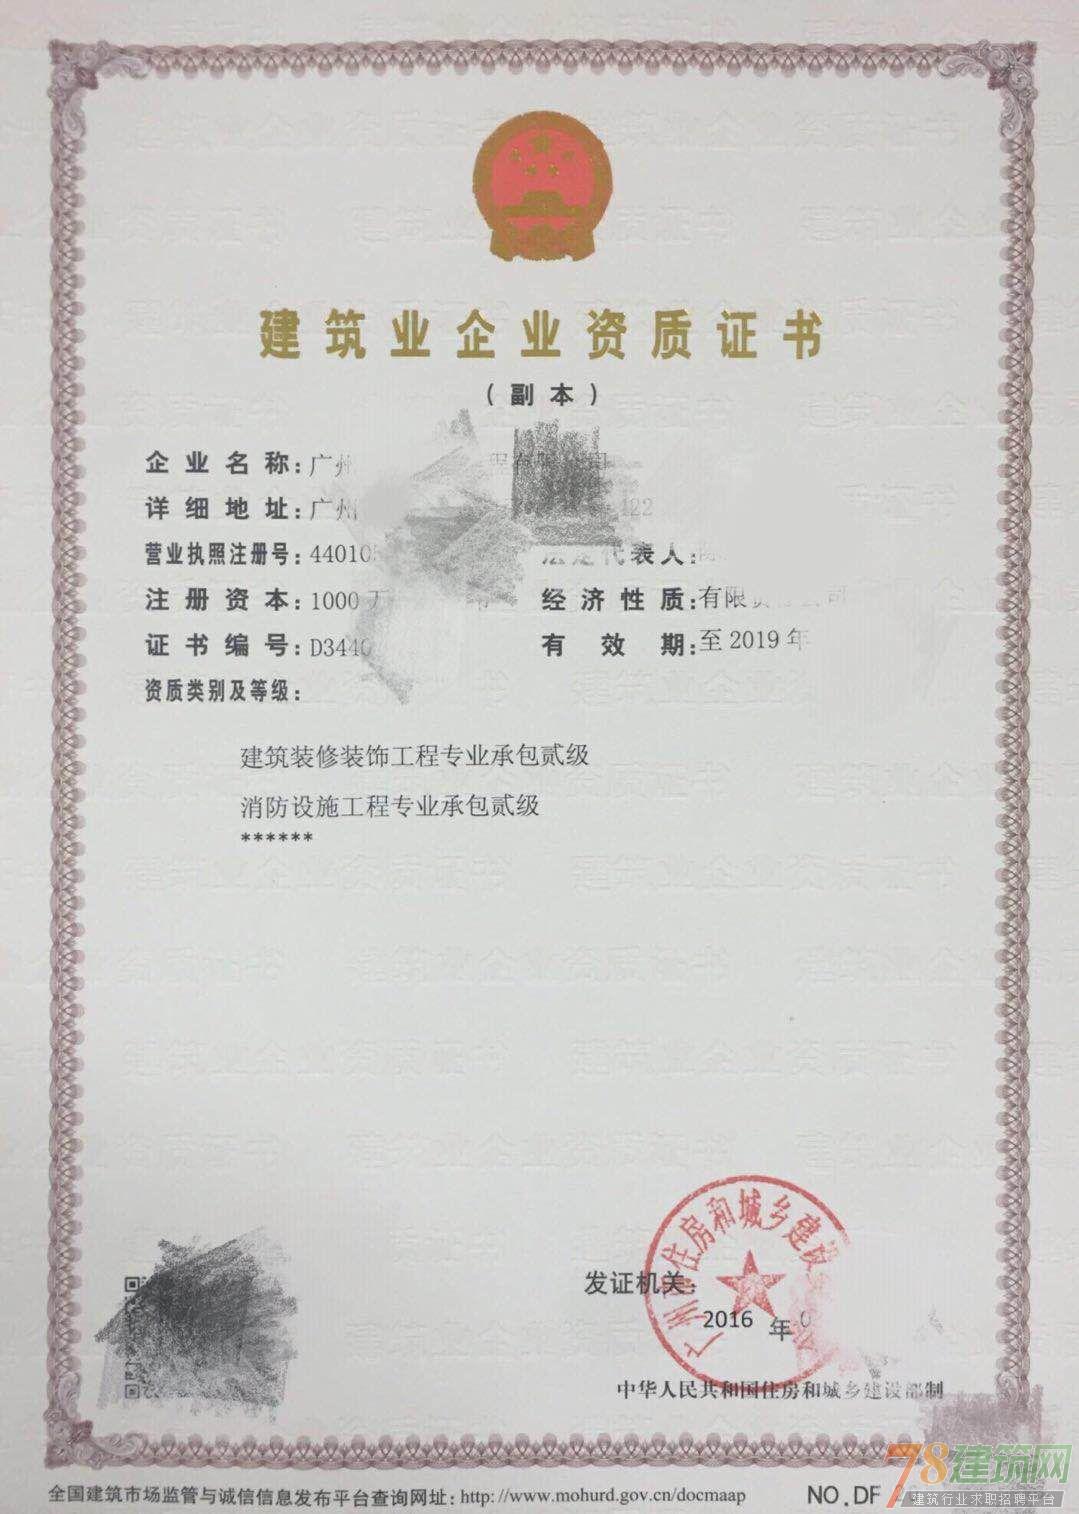 建筑业企业资质证书
（副本）
企业名称：广州
详细地址：广州 122
营业执照注册号：44010 代表人：
注册资本：1000 万 经济性质：有限 公司
证书编号：D3440 有效期：至 2019 年
资质类别及等级：
建筑装修装饰工程专业承包贰级
消防设施工程专业承包贰级
******
广州市住房和城乡建设
发证机关：
2016 年 0
中华人民共和国住房和城乡建设部制
全国建筑市场监管与诚信信息发布平台查询网址：http://www.mohurd.gov.cn/docmaap
NO.DF
78建筑网
建筑行业求职招聘平台